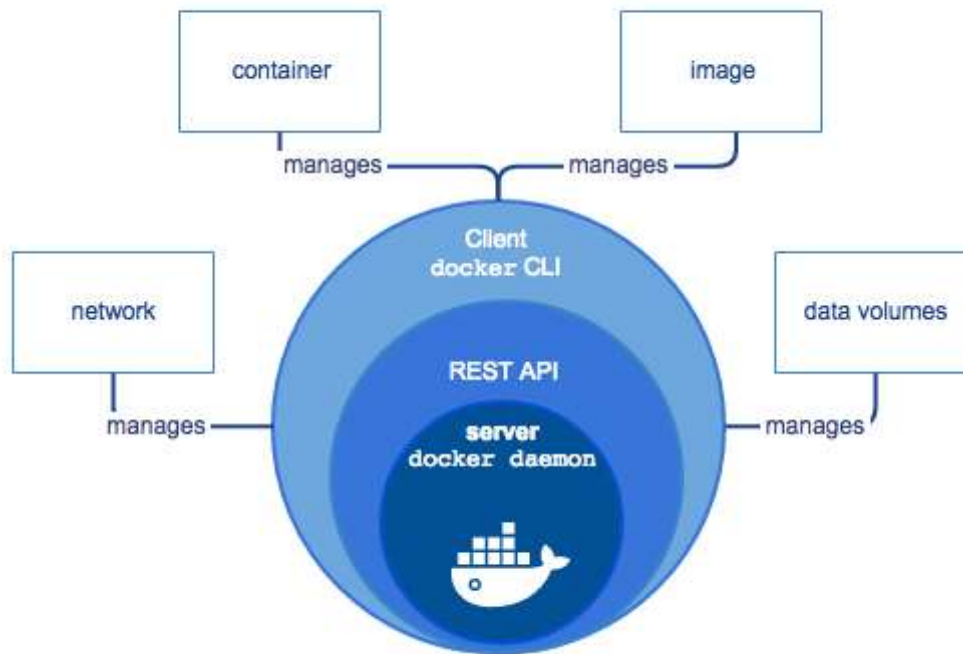 container
image
manages
manages
Client
docker CLI
network
data volumes
REST API
manages
manages
server
docker daemon